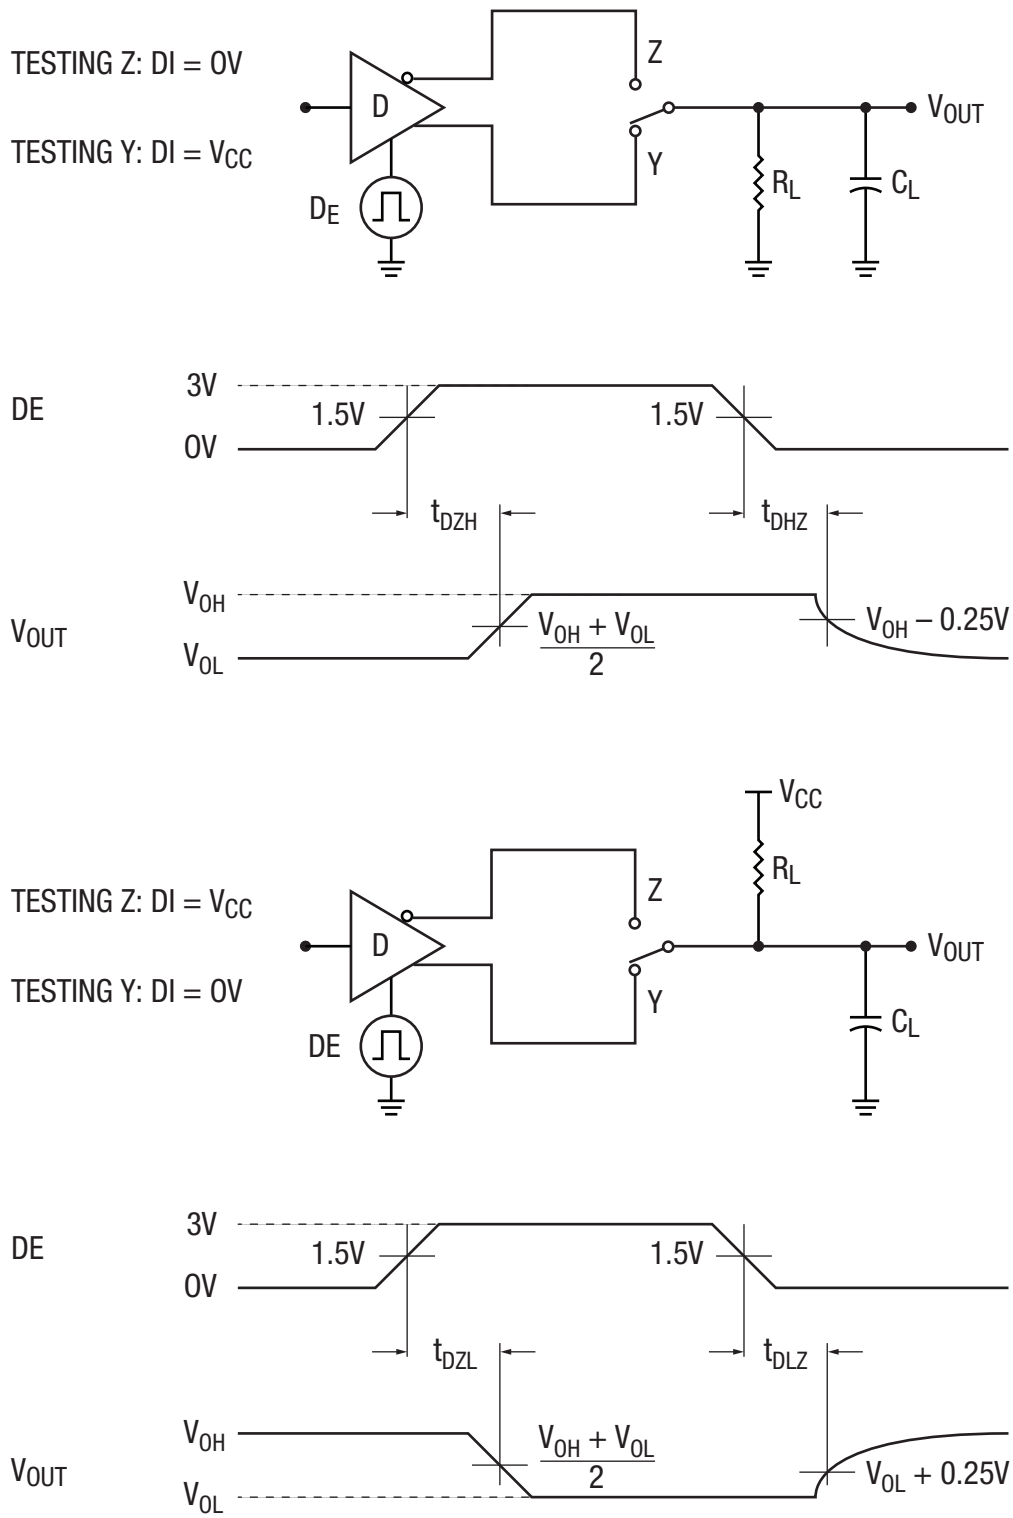 Z
TESTING Z: DI = 0V
D
V_OUT
TESTING Y: DI = V_CC
Y
R_L
C_L
D_E
3V
DE
1.5V
1.5V
0V
t_DZH
t_DHZ
V_OH
V_OUT
V_OH + V_OL
2
V_OH – 0.25V
V_OL
V_CC
R_L
Z
TESTING Z: DI = V_CC
D
V_OUT
TESTING Y: DI = 0V
Y
C_L
DE
3V
DE
1.5V
1.5V
0V
t_DZL
t_DLZ
V_OH
V_OH + V_OL
2
V_OUT
V_OL + 0.25V
V_OL